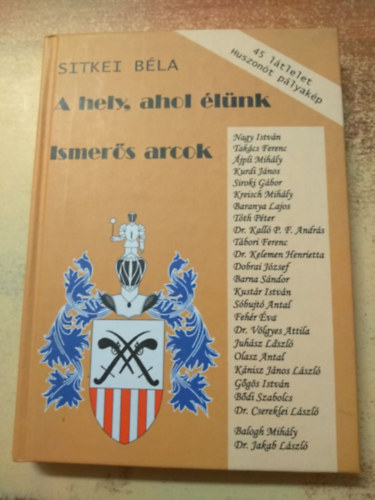 45 látlelet
Huszonöt pályakép
SITKEI BÉLA
A hely, ahol élünk
Ismerős arcok
Nagy István
Takács Ferenc
Ájpli Mihály
Kurdi János
Siroki Gábor
Kreisch Mihály
Baranya Lajos
Tóth Péter
Dr. Kalló P. F. András
Tábori Ferenc
Dr. Kelemen Henrietta
Dobrai József
Barna Sándor
Kustár István
Sóbujtó Antal
Fehér Éva
Dr. Völgyes Attila
Juhász László
Olasz Antal
Kánisz János László
Gőgös István
Bődi Szabolcs
Dr. Csereklei László
Balogh Mihály
Dr. Jakab László